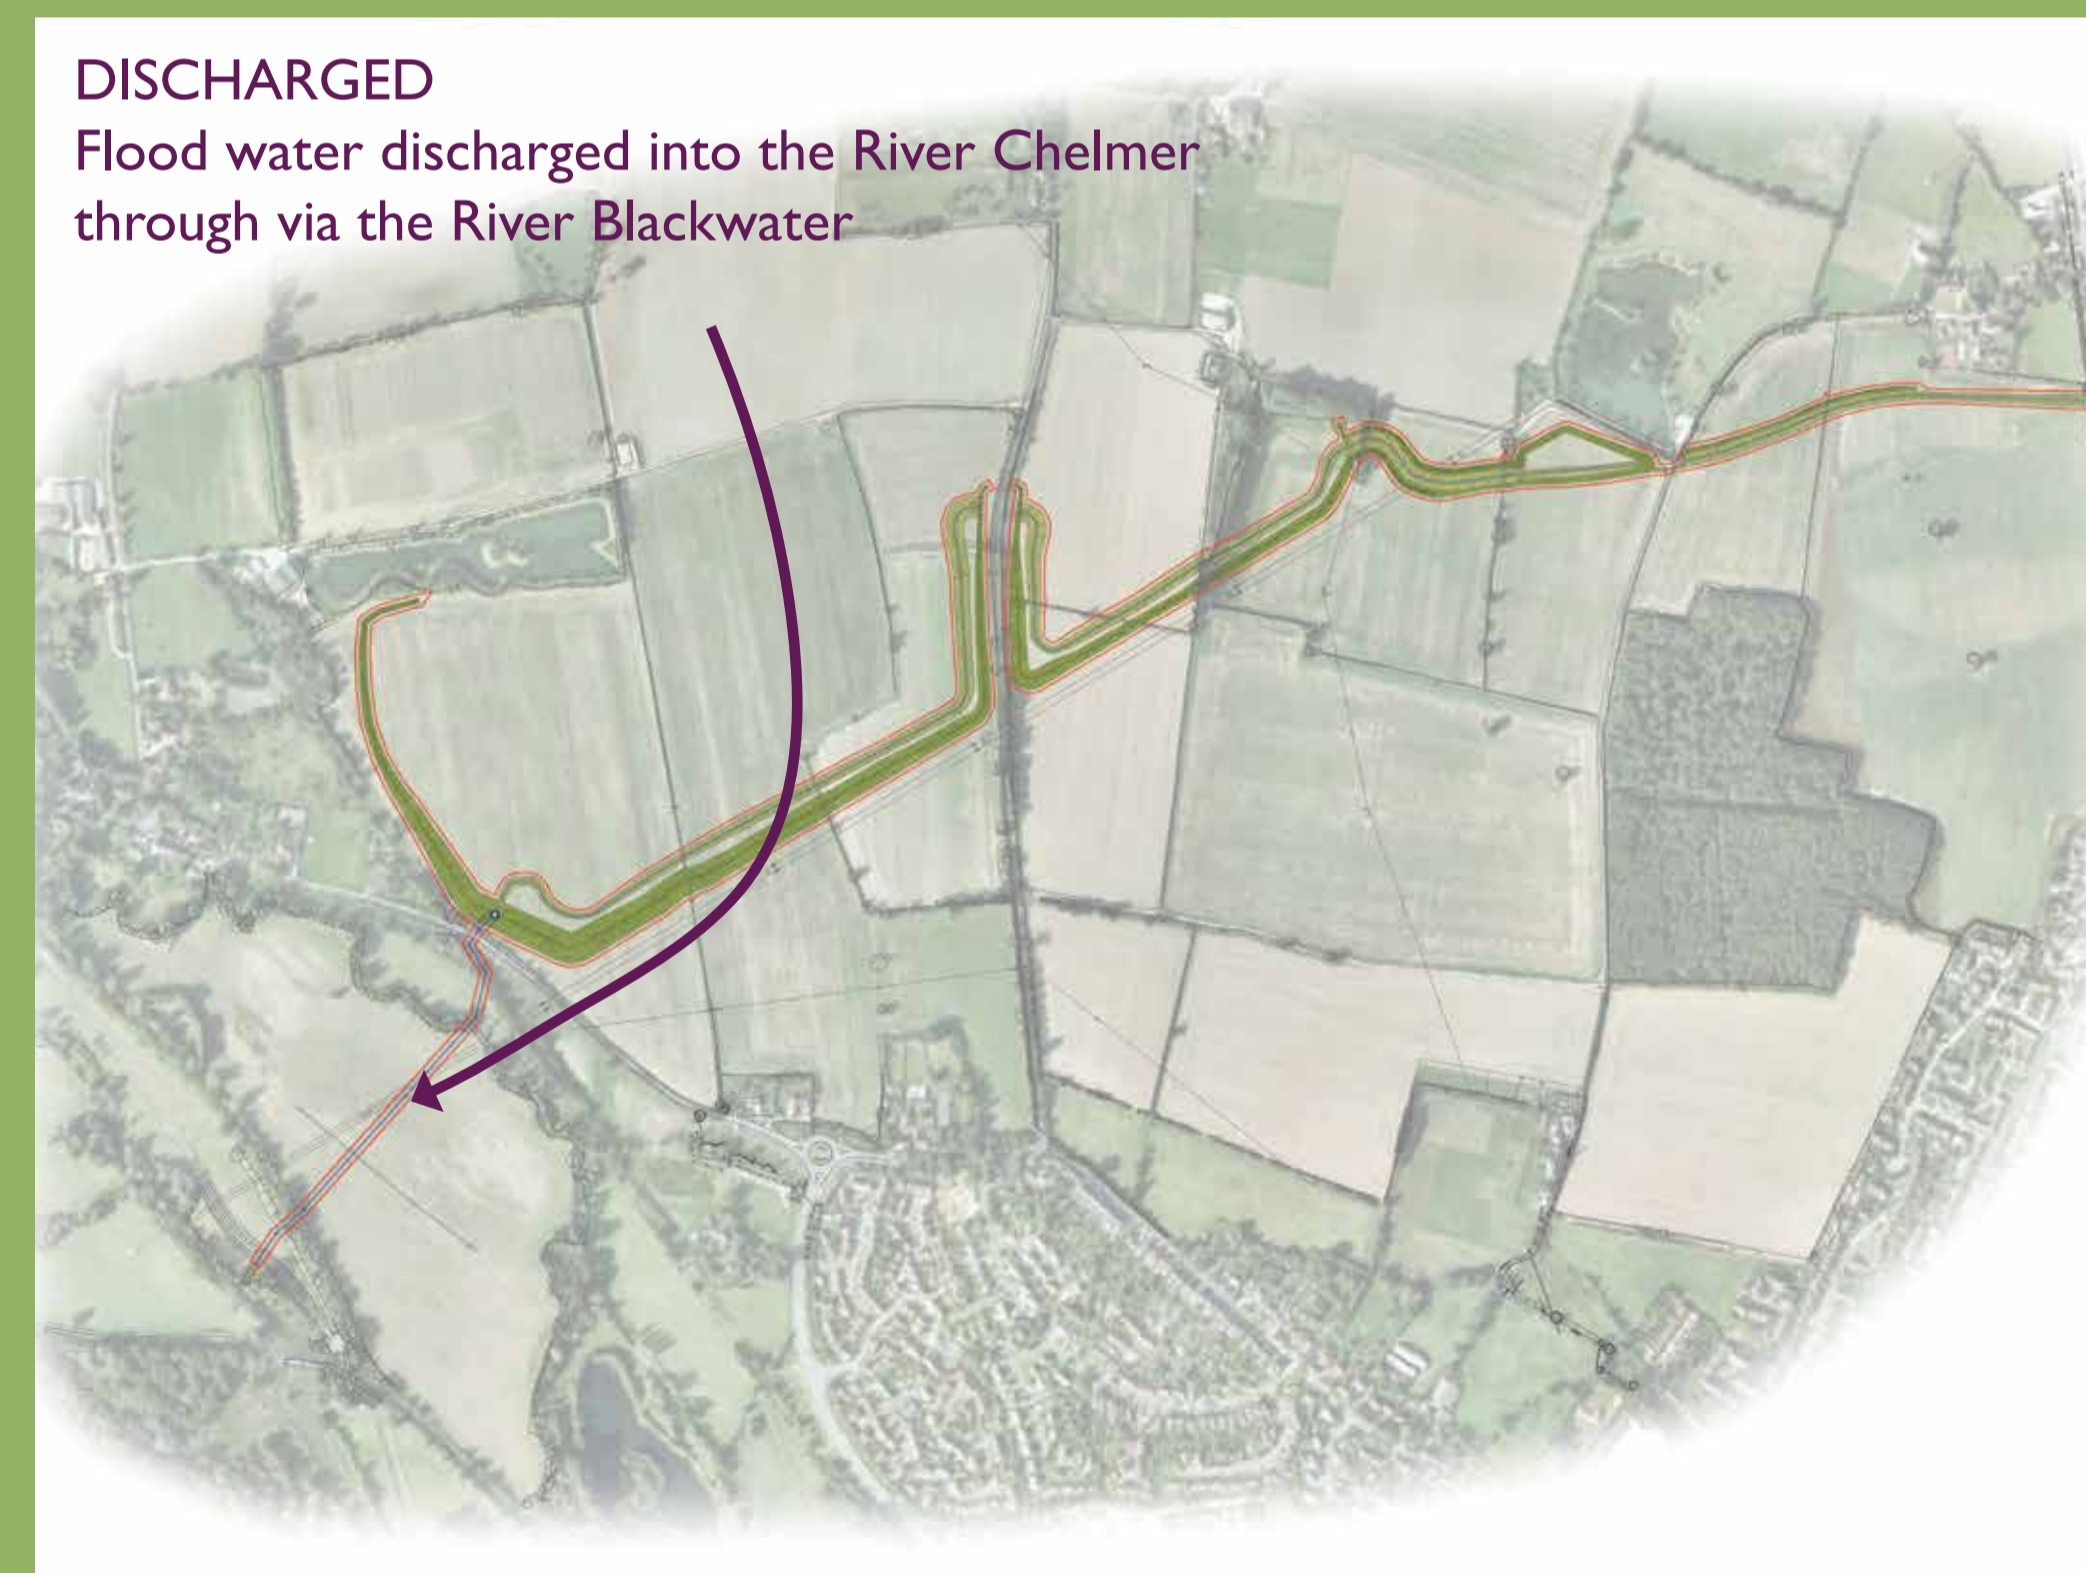 DISCHARGED
Flood water discharged into the River Chelmer
through via the River Blackwater